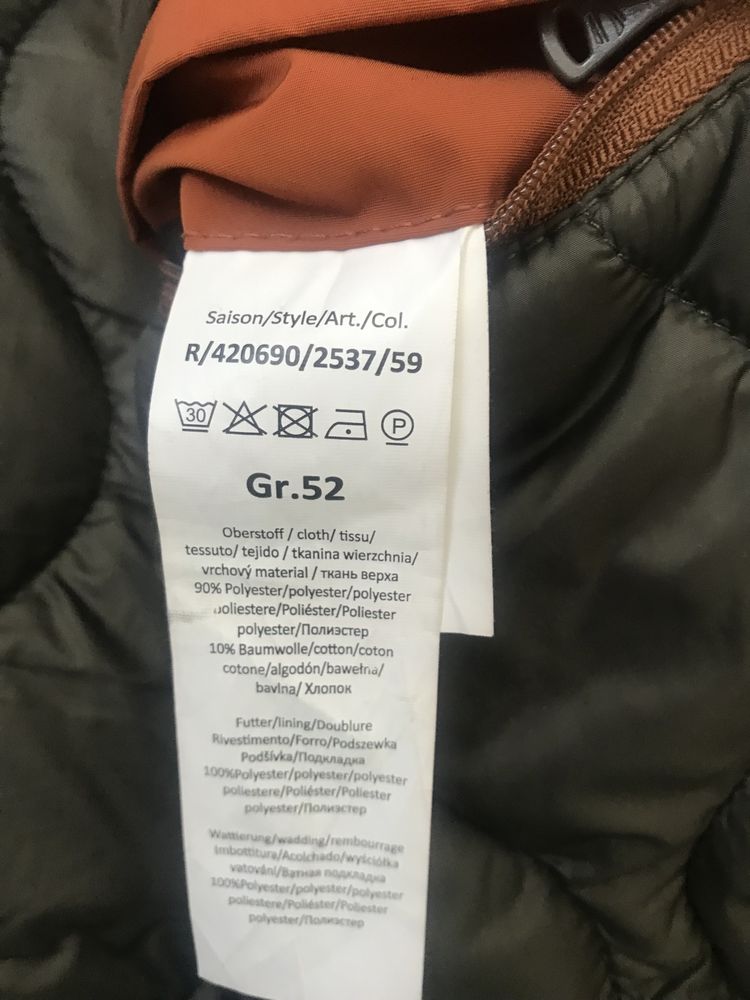 Saison/Style/Art./Col.
R/420690/2537/59
30 P
Gr.52
Oberstoff / cloth/ tissu/
tessuto/ tejido / tkanina wierzchnia/
vrchový material / ткань верха
90% Polyester/polyester/polyester
poliestere/Poliéster/Poliester
polyester/Полиэстер
10% Baumwolle/cotton/coton
cotone/algodón/bawełna/
bavlna/ Хлопок
Futter/lining/Doublure
Rivestimento/Forro/Podszewka
Podšívka/Подкладка
100%Polyester/polyester/polyester
poliestere/Poliéster/Poliester
polyester/Полиэстер
Wattierung/wadding/rembourrage
imbottitura/Acolchado/wyściółka
vatování/Ватная подкладка
100%Polyester/polyester/polyester
poliestere/Poliéster/Poliester
polyester/Полиэстер